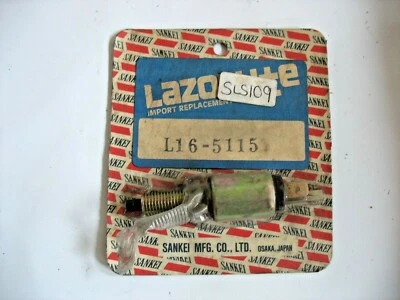 SLS109
IMPORT REPLACEMENT
L16-5115
SANKEI MFG. CO., LTD. OSAKA, JAPAN
SANKEI